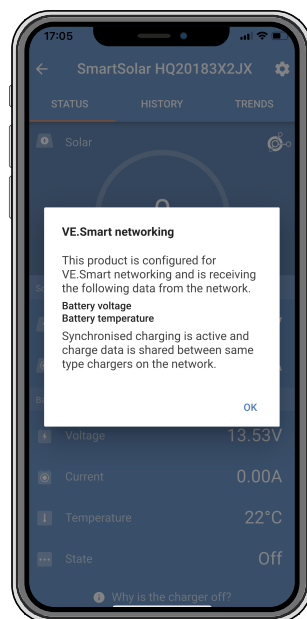 17:05
SmartSolar HQ20183X2JX
STATUS HISTORY TRENDS
Solar
VE.Smart networking
This product is configured for
VE.Smart networking and is receiving
the following data from the network.
Battery voltage
Battery temperature
Synchronised charging is active and
charge data is shared between same
type chargers on the network.
OK
Voltage 13.53V
Current 0.00A
Temperature 22°C
State Off
Why is the charger off?